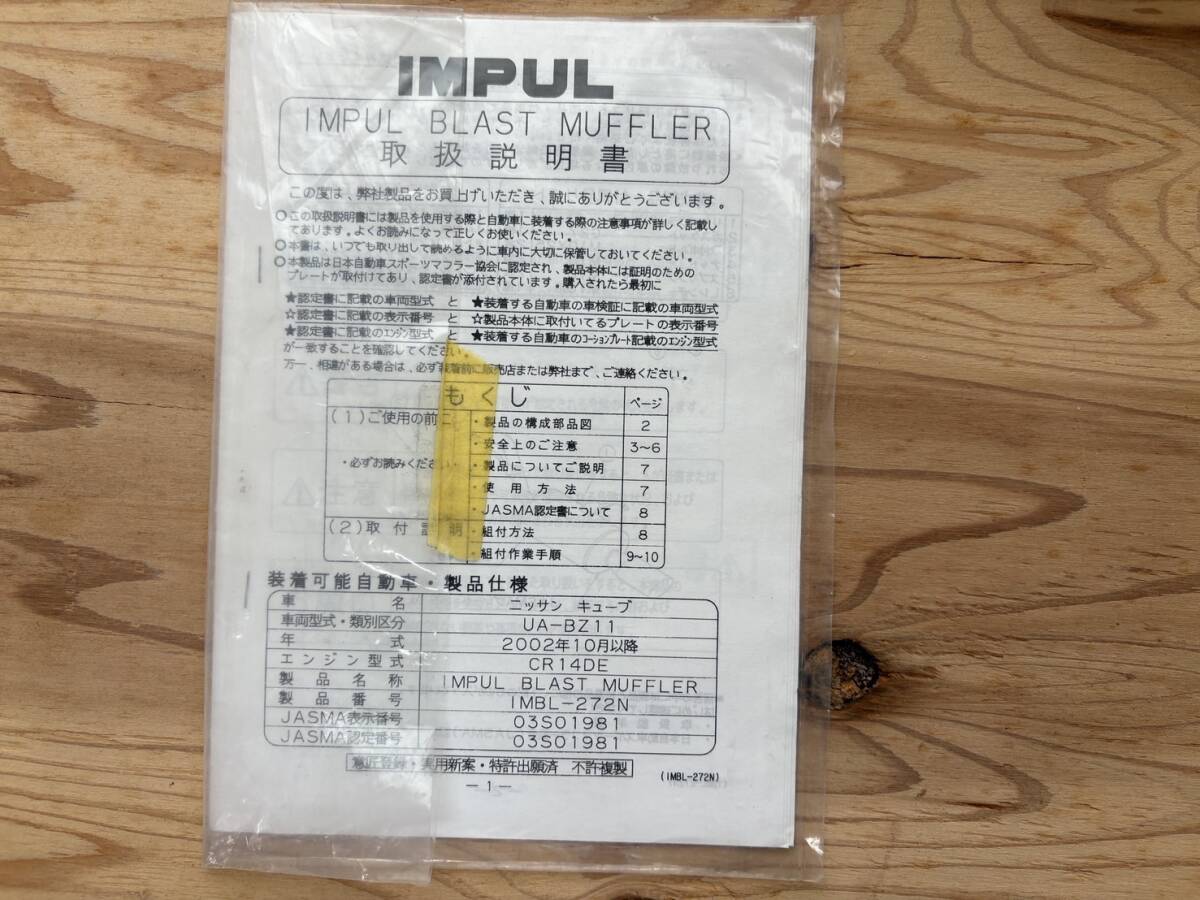 IMPUL
IMPUL BLAST MUFFLER
取扱説明書
この度は、弊社製品をお買上げいただき、誠にありがとうございます。
○この取扱説明書には製品を使用する際と自動車に装着する際の注意事項が詳しく記載し
てあります。よくお読みになって正しくお使いください。
○本書は、いつでも取り出して読めるように車内に大切に保管しておいてください。
○本製品は日本自動車スポーツマフラー協会に認定され、製品本体には証明のための
プレートが取付けてあり、認定書が添付されています。購入されたら最初に
★認定書に記載の車両型式 と ★装着する自動車の車検証に記載の車両型式
☆認定書に記載の表示番号 と ☆製品本体に取付いてるプレートの表示番号
★認定書に記載のエンジン型式 と ★装着する自動車のコーションプレート記載のエンジン型式
が一致することを確認してください。
万一、相違がある場合は、必ず装着前に販売店または弊社まで、ご連絡ください。
もくじ ページ
(1)ご使用の前に ・製品の構成部品図 2
・安全上のご注意 3~6
・必ずお読みください・ ・製品についてご説明 7
・使用方法 7
・JASMA認定書について 8
(2)取付説明 ・組付方法 8
・組付作業手順 9~10
装着可能自動車・製品仕様
車名 ニッサン キューブ
車両型式・類別区分 UA-BZ11
年式 2002年10月以降
エンジン型式 CR14DE
製品名称 IMPUL BLAST MUFFLER
製品番号 IMBL-272N
JASMA表示番号 03S01981
JASMA認定番号 03S01981
意匠登録・実用新案・特許出願済 不許複製
(IMBL-272N)
-1-